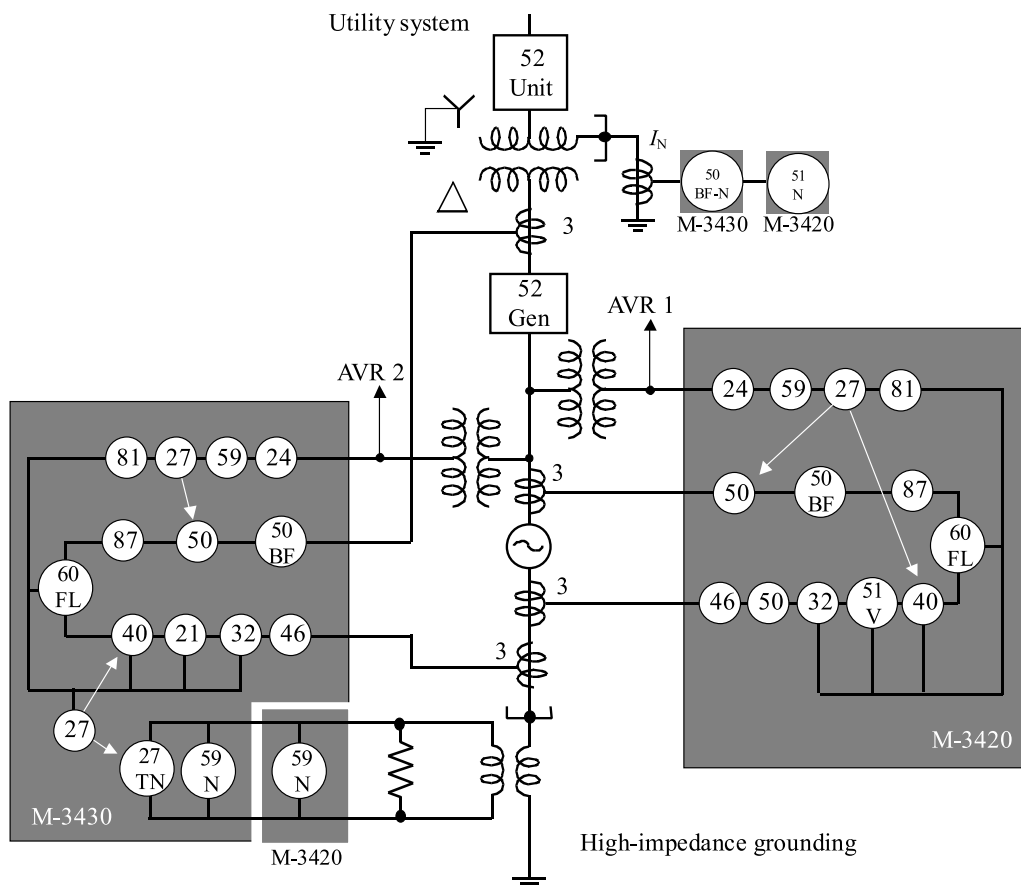 Utility system
52
Unit
I_N
50
BF-N
51
N
M-3430
M-3420
3
52
Gen
AVR 1
AVR 2
24
59
27
81
81
27
59
24
3
50
50
BF
87
87
50
50
BF
60
FL
60
FL
3
46
50
32
51
V
40
40
21
32
46
3
27
27
TN
59
N
59
N
M-3420
M-3430
M-3420
High-impedance grounding